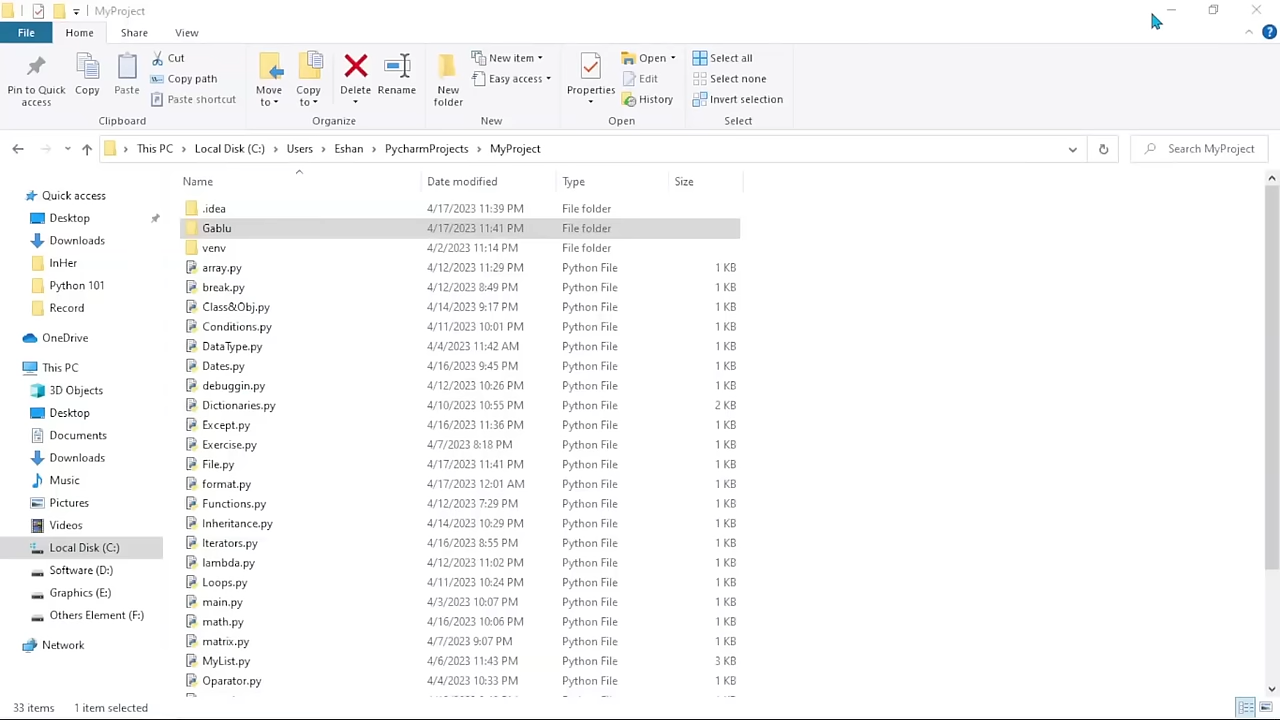 MyProject
File Home Share View
Pin to Quick access
Copy
Paste
Cut
Copy path
Paste shortcut
Clipboard
Move to
Copy to
Delete
Rename
Organize
New folder
New item
Easy access
New
Properties
Open
Edit
History
Open
Select all
Select none
Invert selection
Select
This PC > Local Disk (C:) > Users > Eshan > PycharmProjects > MyProject
Search MyProject
Quick access
Desktop
Downloads
InHer
Python 101
Record
OneDrive
This PC
3D Objects
Desktop
Documents
Downloads
Music
Pictures
Videos
Local Disk (C:)
Software (D:)
Graphics (E:)
Others Element (F:)
Network
Name Date modified Type Size
.idea 4/17/2023 11:39 PM File folder
Gablu 4/17/2023 11:41 PM File folder
venv 4/2/2023 11:14 PM File folder
array.py 4/12/2023 11:29 PM Python File 1 KB
break.py 4/12/2023 8:49 PM Python File 1 KB
Class&Obj.py 4/14/2023 9:17 PM Python File 1 KB
Conditions.py 4/11/2023 10:01 PM Python File 1 KB
DataType.py 4/4/2023 11:42 AM Python File 1 KB
Dates.py 4/16/2023 9:45 PM Python File 1 KB
debuggin.py 4/12/2023 10:26 PM Python File 1 KB
Dictionaries.py 4/10/2023 10:55 PM Python File 2 KB
Except.py 4/16/2023 11:36 PM Python File 1 KB
Exercise.py 4/7/2023 8:18 PM Python File 1 KB
File.py 4/17/2023 11:41 PM Python File 1 KB
format.py 4/17/2023 12:01 AM Python File 1 KB
Functions.py 4/12/2023 7:29 PM Python File 1 KB
Inheritance.py 4/14/2023 10:29 PM Python File 1 KB
Iterators.py 4/16/2023 8:55 PM Python File 1 KB
lambda.py 4/12/2023 11:02 PM Python File 1 KB
Loops.py 4/11/2023 10:24 PM Python File 1 KB
main.py 4/3/2023 10:07 PM Python File 1 KB
math.py 4/16/2023 10:06 PM Python File 1 KB
matrix.py 4/7/2023 9:07 PM Python File 1 KB
MyList.py 4/6/2023 11:43 PM Python File 3 KB
Oparator.py 4/4/2023 10:33 PM Python File 1 KB
33 items 1 item selected